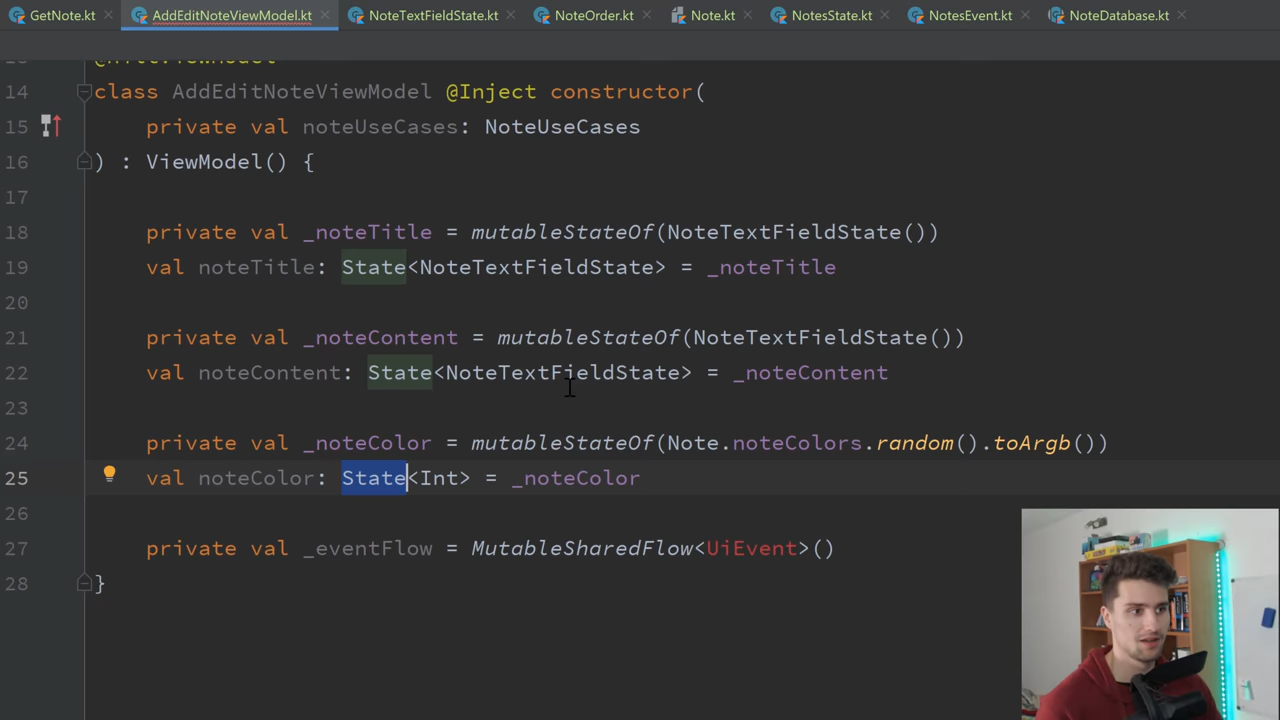 GetNote.kt AddEditNoteViewModel.kt NoteTextFieldState.kt NoteOrder.kt Note.kt NotesState.kt NotesEvent.kt NoteDatabase.kt
14 class AddEditNoteViewModel @Inject constructor(
15 private val noteUseCases: NoteUseCases
16 ) : ViewModel() {
17
18 private val _noteTitle = mutableStateOf(NoteTextFieldState())
19 val noteTitle: State<NoteTextFieldState> = _noteTitle
20
21 private val _noteContent = mutableStateOf(NoteTextFieldState())
22 val noteContent: State<NoteTextFieldState> = _noteContent
23
24 private val _noteColor = mutableStateOf(Note.noteColors.random().toArgb())
25 val noteColor: State<Int> = _noteColor
26
27 private val _eventFlow = MutableSharedFlow<UiEvent>()
28 }